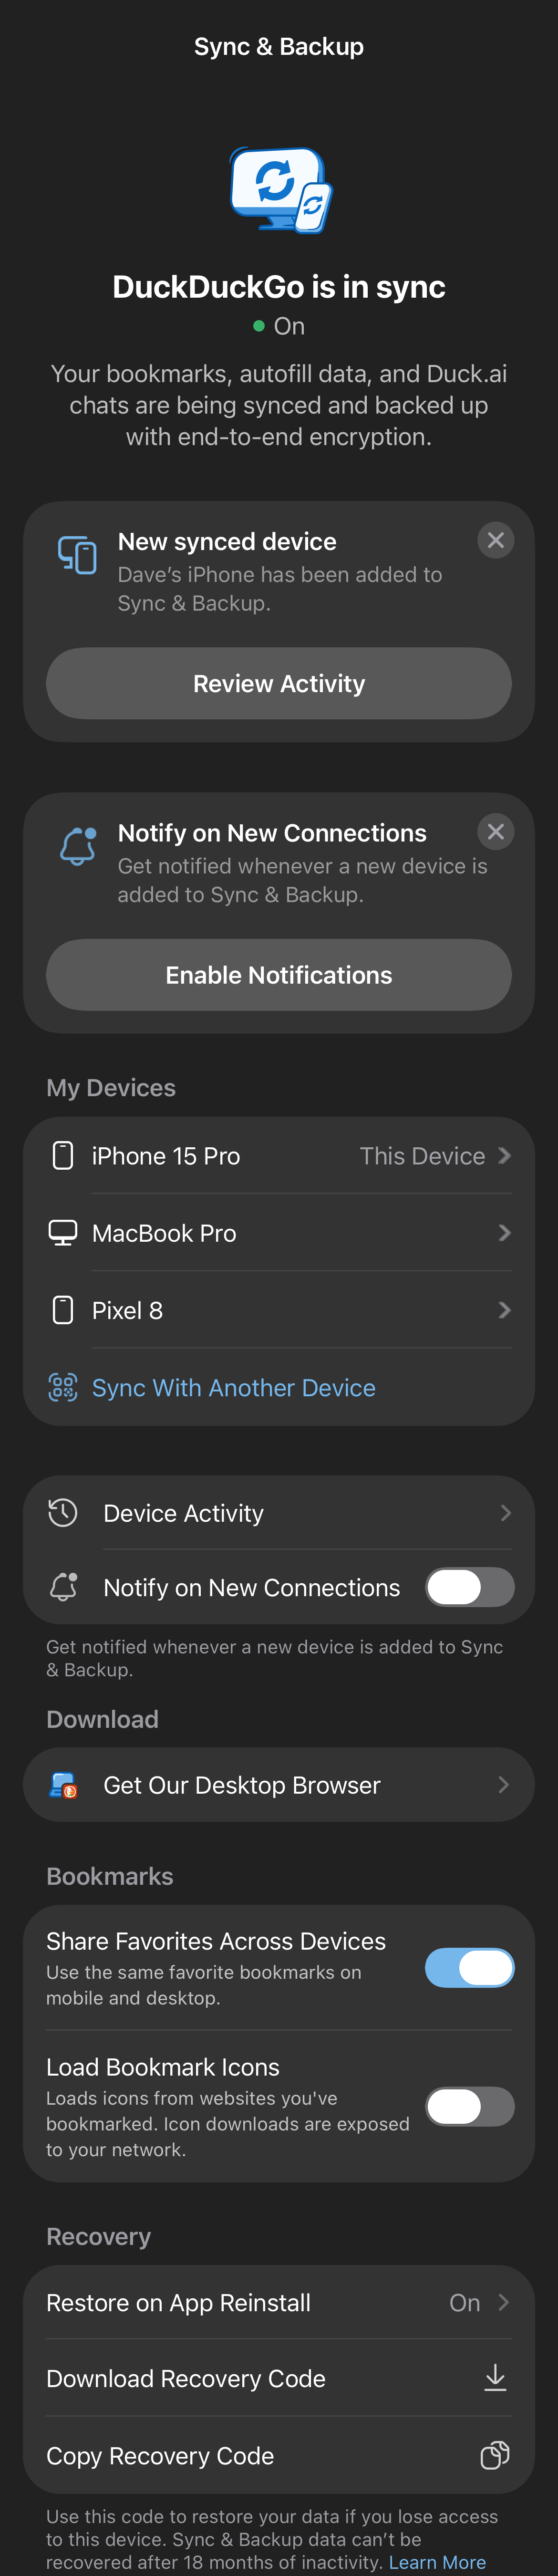 Sync & Backup
DuckDuckGo is in sync
On
Your bookmarks, autofill data, and Duck.ai
chats are being synced and backed up
with end-to-end encryption.
New synced device
Dave’s iPhone has been added to
Sync & Backup.
Review Activity
Notify on New Connections
Get notified whenever a new device is
added to Sync & Backup.
Enable Notifications
My Devices
iPhone 15 Pro This Device
MacBook Pro
Pixel 8
Sync With Another Device
Device Activity
Notify on New Connections
Get notified whenever a new device is added to Sync
& Backup.
Download
Get Our Desktop Browser
Bookmarks
Share Favorites Across Devices
Use the same favorite bookmarks on
mobile and desktop.
Load Bookmark Icons
Loads icons from websites you've
bookmarked. Icon downloads are exposed
to your network.
Recovery
Restore on App Reinstall On
Download Recovery Code
Copy Recovery Code
Use this code to restore your data if you lose access
to this device. Sync & Backup data can’t be
recovered after 18 months of inactivity. Learn More